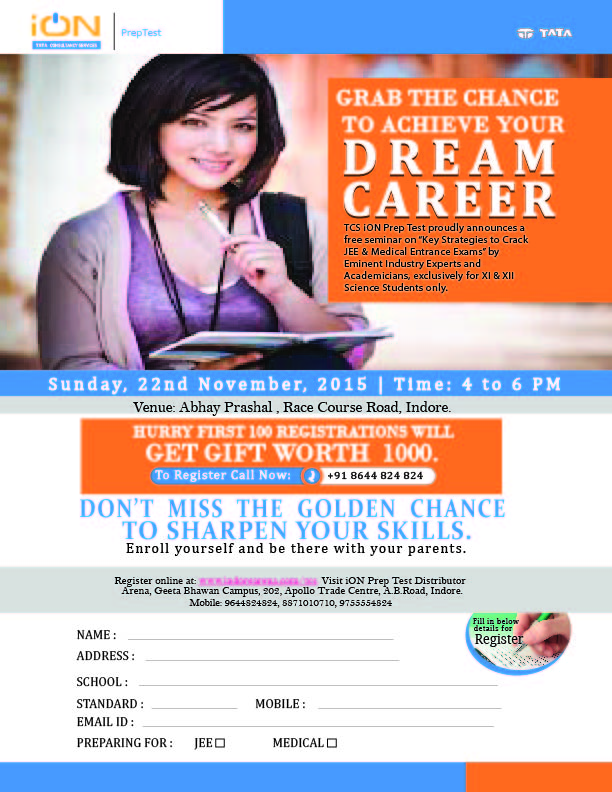 iON
TATA CONSULTANCY SERVICES
PrepTest
TATA
GRAB THE CHANCE
TO ACHIEVE YOUR
DREAM
CAREER
TCS iON Prep Test proudly announces a
free seminar on "Key Strategies to Crack
JEE & Medical Entrance Exams" by
Eminent Industry Experts and
Academicians, exclusively for XI & XII
Science Students only.
Sunday, 22nd November, 2015 | Time: 4 to 6 PM
Venue: Abhay Prashal , Race Course Road, Indore.
HURRY FIRST 100 REGISTRATIONS WILL
GET GIFT WORTH 1000.
To Register Call Now: +91 8644 824 824
DON'T MISS THE GOLDEN CHANCE
TO SHARPEN YOUR SKILLS.
Enroll yourself and be there with your parents.
Register online at: Visit iON Prep Test Distributor
Arena, Geeta Bhawan Campus, 202, Apollo Trade Centre, A.B.Road, Indore.
Mobile: 9644824824, 8871010710, 9755554824
Fill in below
details for
Register
NAME :
ADDRESS :
SCHOOL :
STANDARD : MOBILE :
EMAIL ID :
PREPARING FOR : JEE MEDICAL